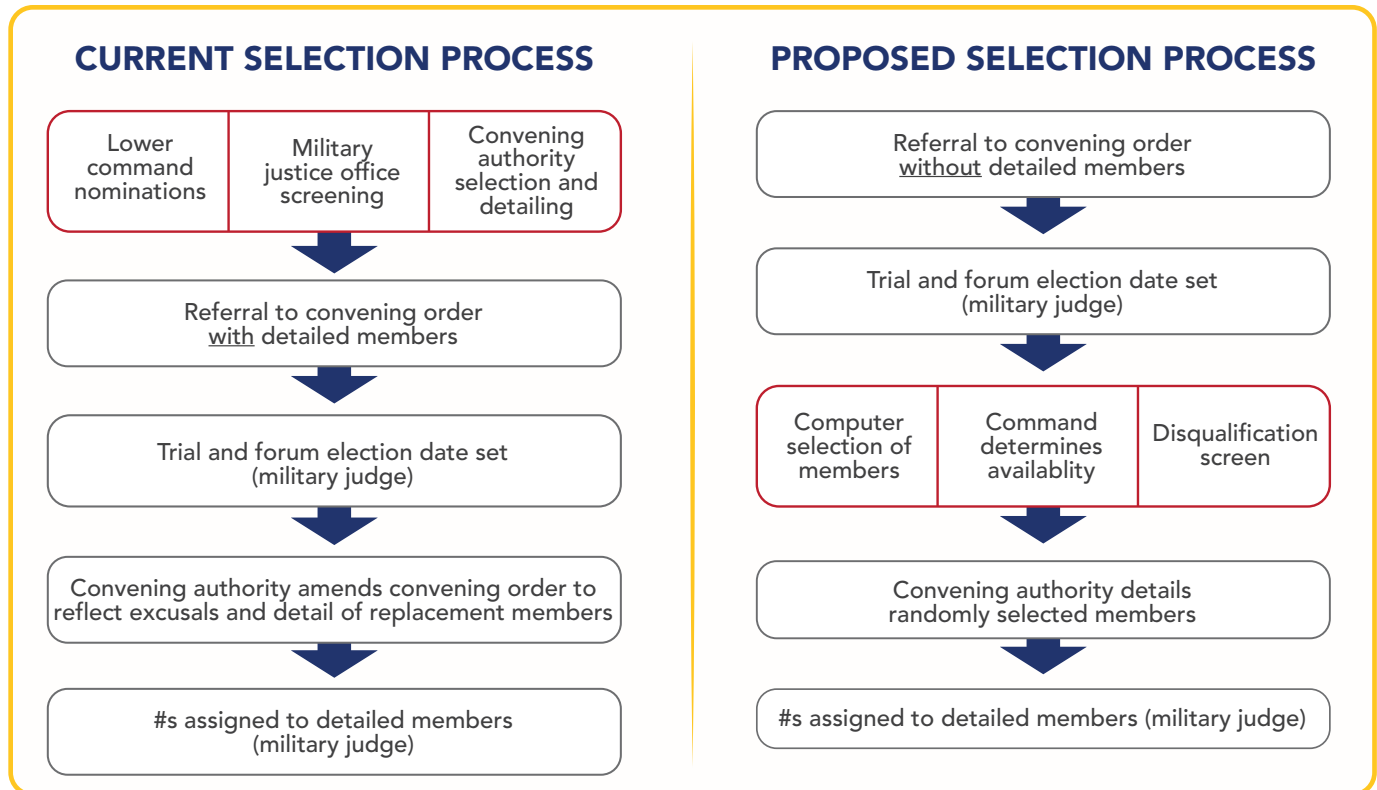 CURRENT SELECTION PROCESS
Lower
command
nominations
Military
justice office
screening
Convening
authority
selection and
detailing
Referral to convening order
with detailed members
Trial and forum election date set
(military judge)
Convening authority amends convening order to
reflect excusals and detail of replacement members
#s assigned to detailed members
(military judge)
PROPOSED SELECTION PROCESS
Referral to convening order
without detailed members
Trial and forum election date set
(military judge)
Computer
selection of
members
Command
determines
availablity
Disqualification
screen
Convening authority details
randomly selected members
#s assigned to detailed members (military judge)